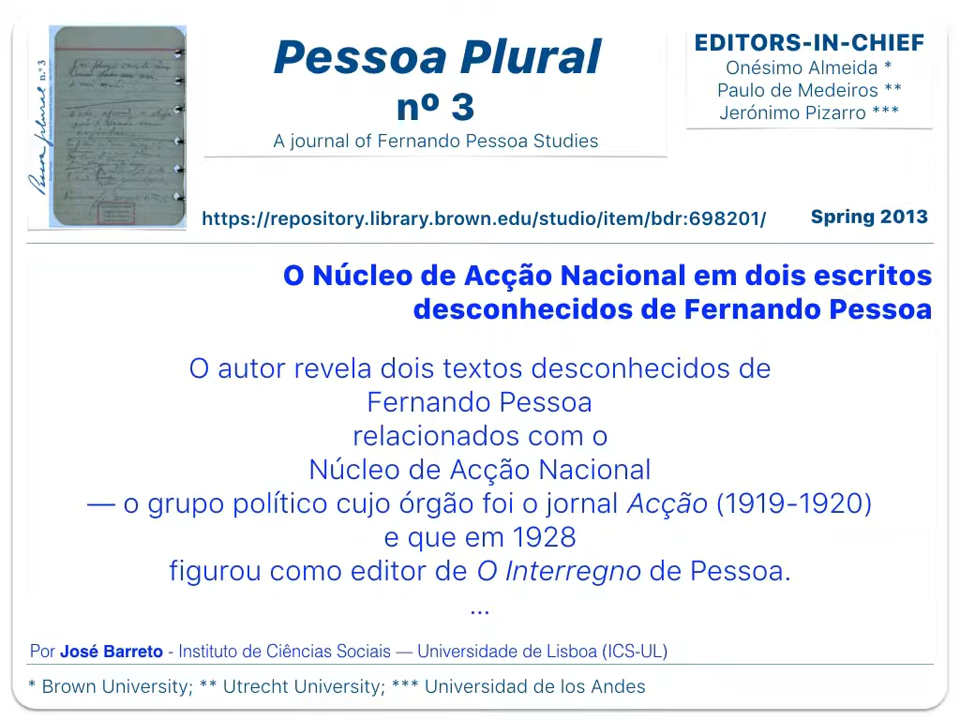 Pessoa plural n.º 3
Pessoa Plural
nº 3
A journal of Fernando Pessoa Studies
EDITORS-IN-CHIEF
Onésimo Almeida *
Paulo de Medeiros **
Jerónimo Pizarro ***
https://repository.library.brown.edu/studio/item/bdr:698201/
Spring 2013
O Núcleo de Acção Nacional em dois escritos
desconhecidos de Fernando Pessoa
O autor revela dois textos desconhecidos de
Fernando Pessoa
relacionados com o
Núcleo de Acção Nacional
— o grupo político cujo órgão foi o jornal Acção (1919-1920)
e que em 1928
figurou como editor de O Interregno de Pessoa.
...
Por José Barreto - Instituto de Ciências Sociais — Universidade de Lisboa (ICS-UL)
* Brown University; ** Utrecht University; *** Universidad de los Andes